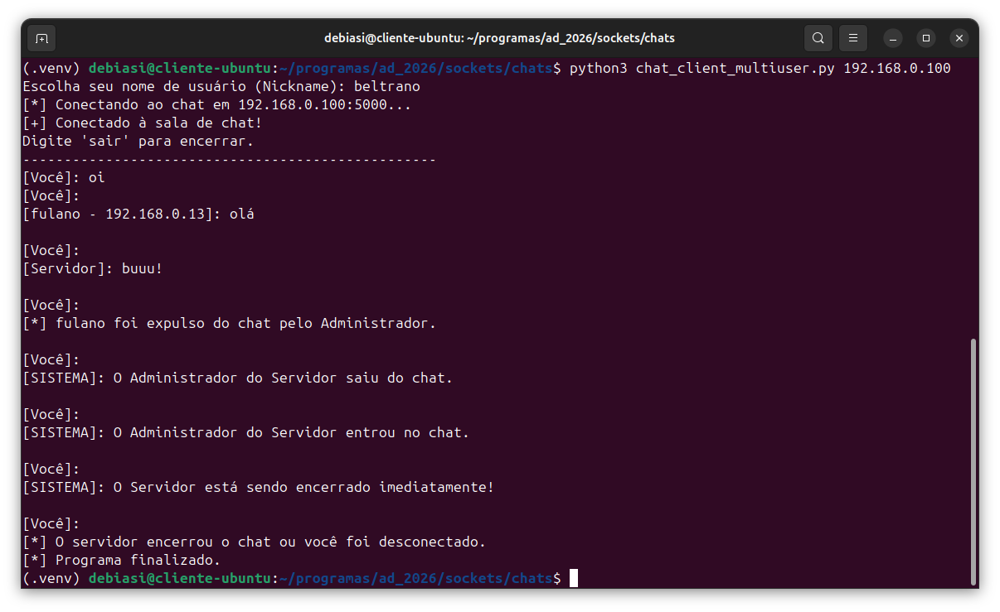 debiasi@cliente-ubuntu: ~/programas/ad_2026/sockets/chats
(.venv) debiasi@cliente-ubuntu:~/programas/ad_2026/sockets/chats$ python3 chat_client_multiuser.py 192.168.0.100
Escolha seu nome de usuário (Nickname): beltrano
[*] Conectando ao chat em 192.168.0.100:5000...
[+] Conectado à sala de chat!
Digite 'sair' para encerrar.
--------------------------------------------------
[Você]: oi
[Você]:
[fulano - 192.168.0.13]: olá

[Você]:
[Servidor]: buuu!

[Você]:
[*] fulano foi expulso do chat pelo Administrador.

[Você]:
[SISTEMA]: O Administrador do Servidor saiu do chat.

[Você]:
[SISTEMA]: O Administrador do Servidor entrou no chat.

[Você]:
[SISTEMA]: O Servidor está sendo encerrado imediatamente!

[Você]:
[*] O servidor encerrou o chat ou você foi desconectado.
[*] Programa finalizado.
(.venv) debiasi@cliente-ubuntu:~/programas/ad_2026/sockets/chats$